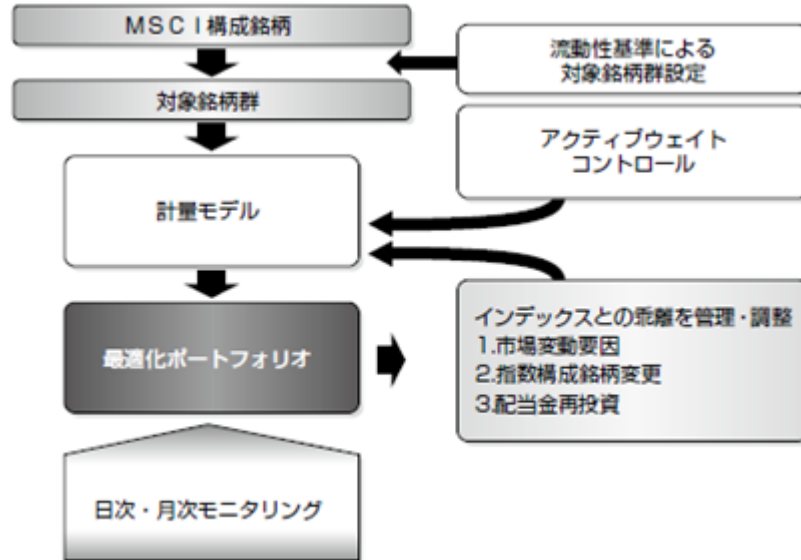 ＭＳＣＩ構成銘柄
流動性基準による
対象銘柄群設定
対象銘柄群
アクティブウェイト
コントロール
計量モデル
最適化ポートフォリオ
インデックスとの乖離を管理・調整
1.市場変動要因
2.指数構成銘柄変更
3.配当金再投資
日次・月次モニタリング